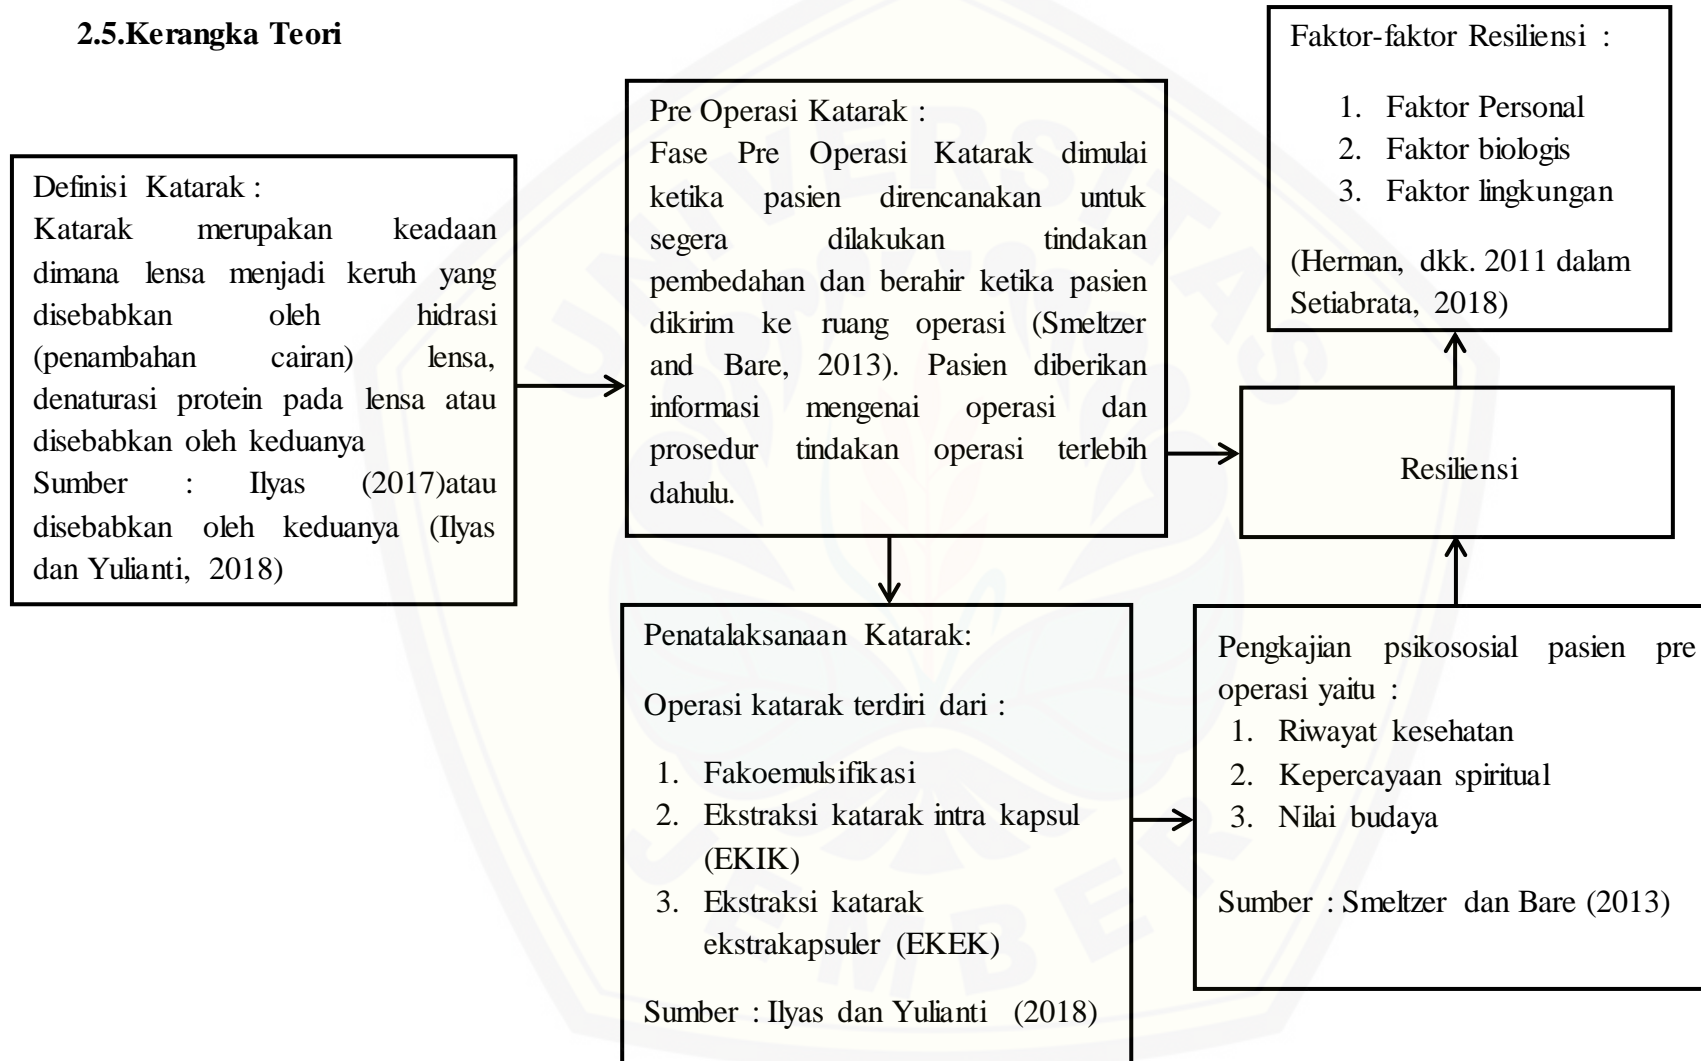 2.5.Kerangka Teori
Definisi Katarak :
Katarak merupakan keadaan
dimana lensa menjadi keruh yang
disebabkan oleh hidrasi
(penambahan cairan) lensa,
denaturasi protein pada lensa atau
disebabkan oleh keduanya
Sumber : Ilyas (2017)atau
disebabkan oleh keduanya (Ilyas
dan Yulianti, 2018)
Pre Operasi Katarak :
Fase Pre Operasi Katarak dimulai
ketika pasien direncanakan untuk
segera dilakukan tindakan
pembedahan dan berahir ketika pasien
dikirim ke ruang operasi (Smeltzer
and Bare, 2013). Pasien diberikan
informasi mengenai operasi dan
prosedur tindakan operasi terlebih
dahulu.
Faktor-faktor Resiliensi :
1. Faktor Personal
2. Faktor biologis
3. Faktor lingkungan
(Herman, dkk. 2011 dalam
Setiabrata, 2018)
Resiliensi
Penatalaksanaan Katarak:
Operasi katarak terdiri dari :
1. Fakoemulsifikasi
2. Ekstraksi katarak intra kapsul
(EKIK)
3. Ekstraksi katarak
ekstrakapsuler (EKEK)
Sumber : Ilyas dan Yulianti (2018)
Pengkajian psikososial pasien pre
operasi yaitu :
1. Riwayat kesehatan
2. Kepercayaan spiritual
3. Nilai budaya
Sumber : Smeltzer dan Bare (2013)
UNIVERSITAS
JEMBER